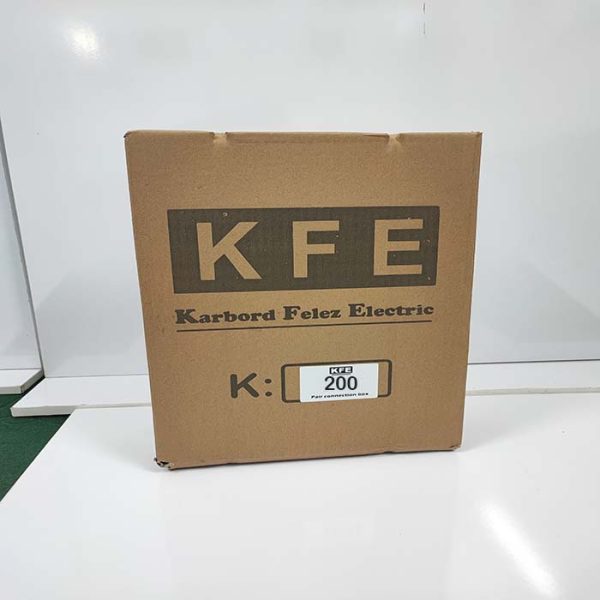 KFE
Karbord Felez Electric
K:
KFE
200
Pair connection box